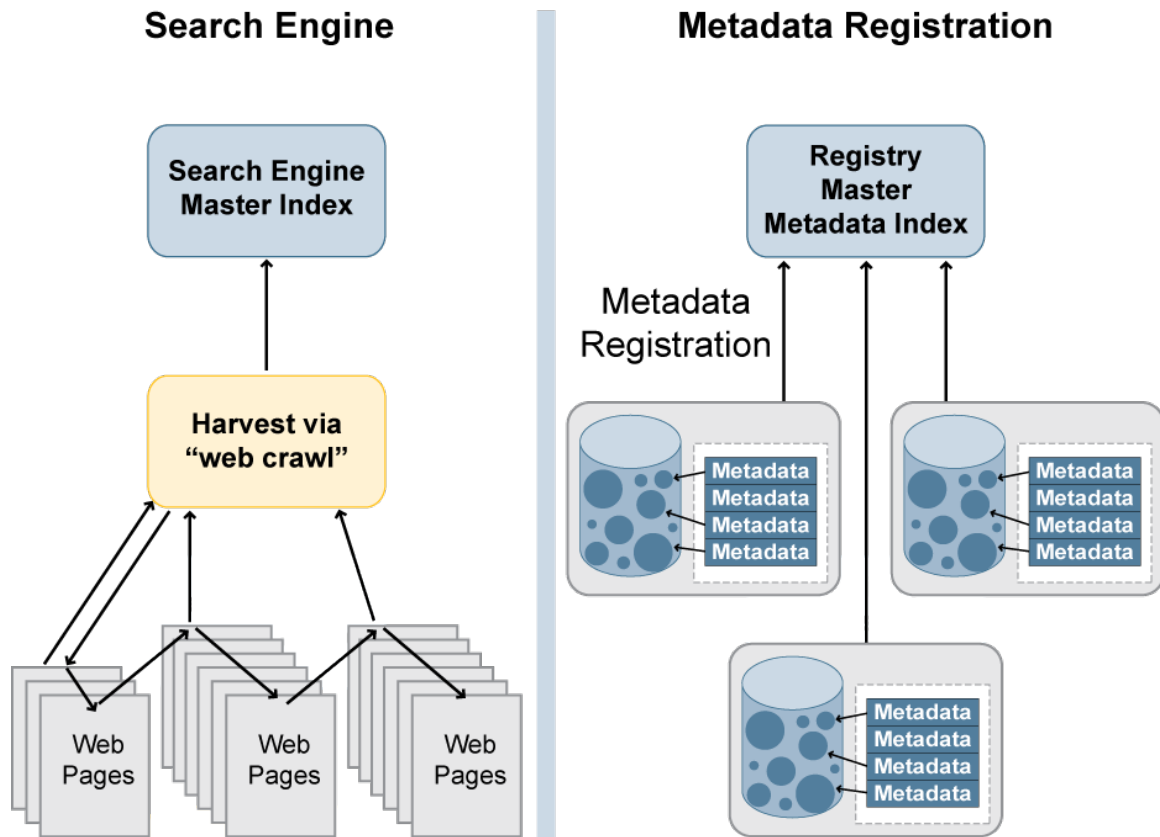 Search Engine
Search Engine
Master Index
Harvest via
“web crawl”
Web
Pages
Web
Pages
Web
Pages
Metadata Registration
Registry
Master
Metadata Index
Metadata
Registration
Metadata
Metadata
Metadata
Metadata
Metadata
Metadata
Metadata
Metadata
Metadata
Metadata
Metadata
Metadata